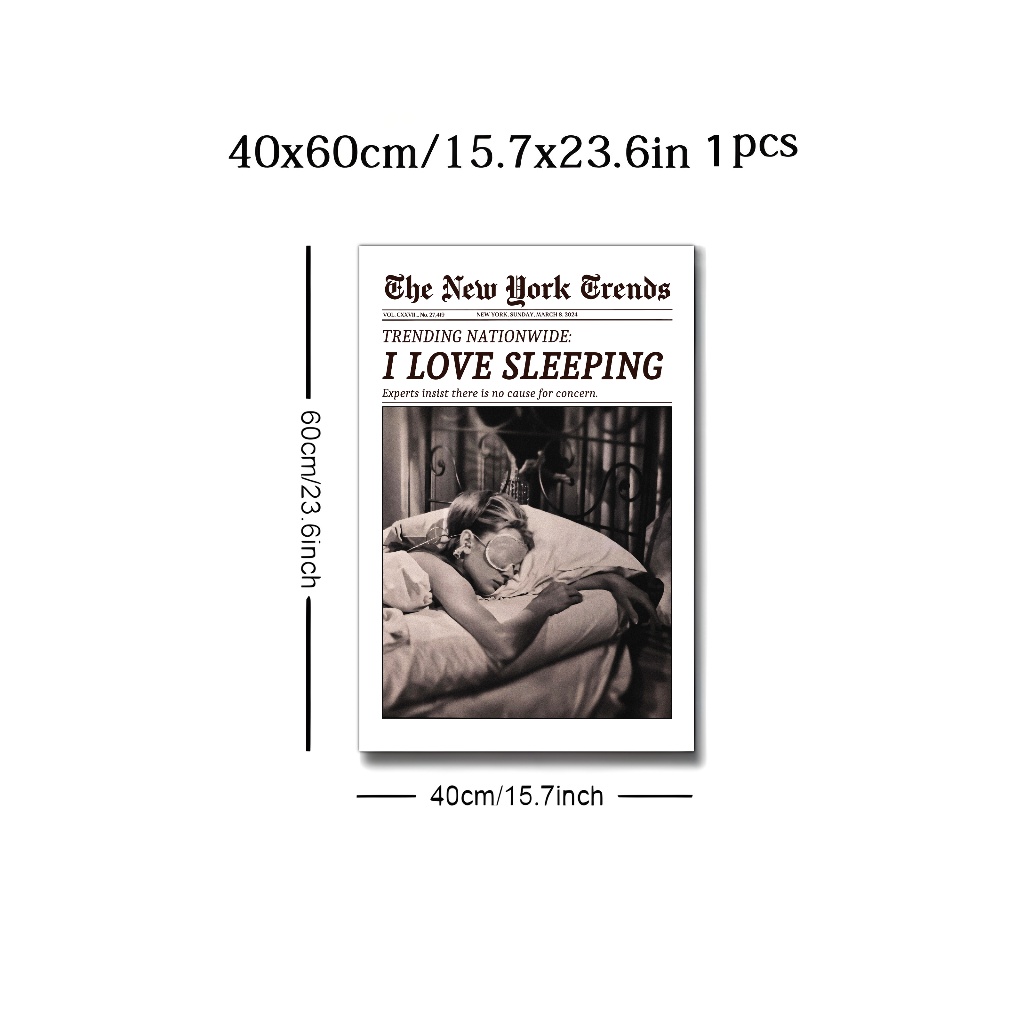 40x60cm/15.7x23.6in 1pcs
The New York Trends
VOL. CXXVII... No. 27.419 NEW YORK, SUNDAY, MARCH 8, 2024
TRENDING NATIONWIDE:
I LOVE SLEEPING
Experts insist there is no cause for concern.
60cm/23.6inch
40cm/15.7inch